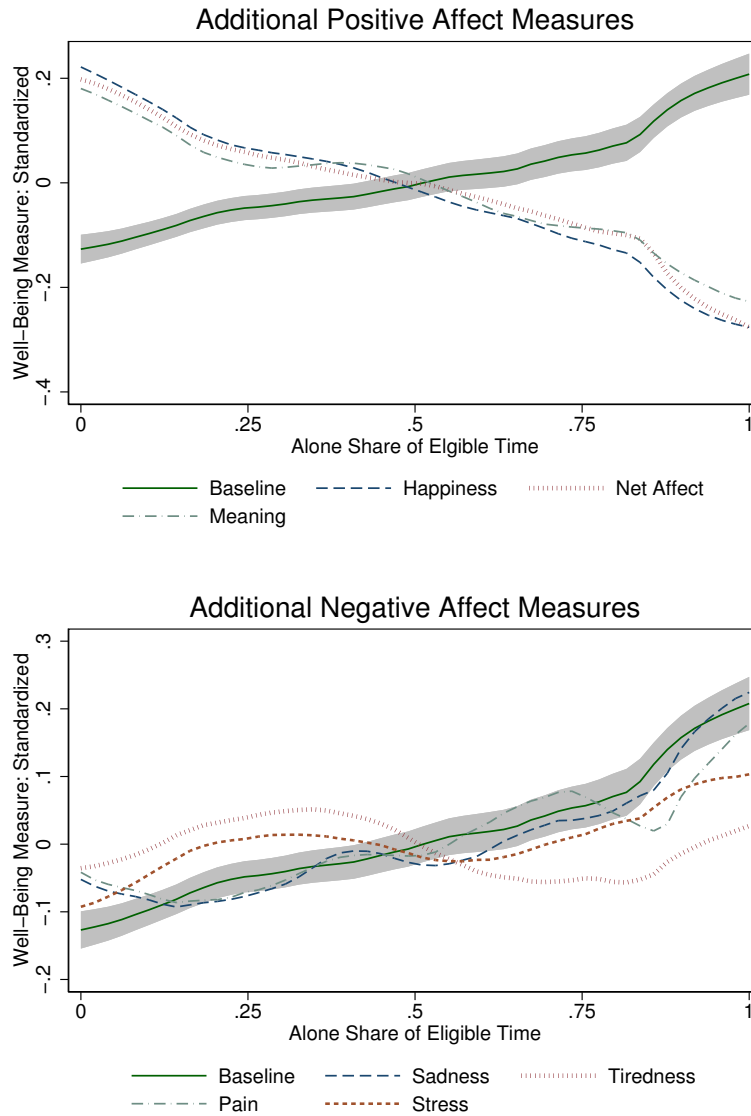 Additional Positive Affect Measures
Well-Being Measure: Standardized
.2
0
-.2
-.4
0 .25 .5 .75 1
Alone Share of Elgible Time
Baseline Happiness Net Affect
Meaning
Additional Negative Affect Measures
Well-Being Measure: Standardized
.3
.2
.1
0
-.1
-.2
0 .25 .5 .75 1
Alone Share of Eligible Time
Baseline Sadness Tiredness
Pain Stress